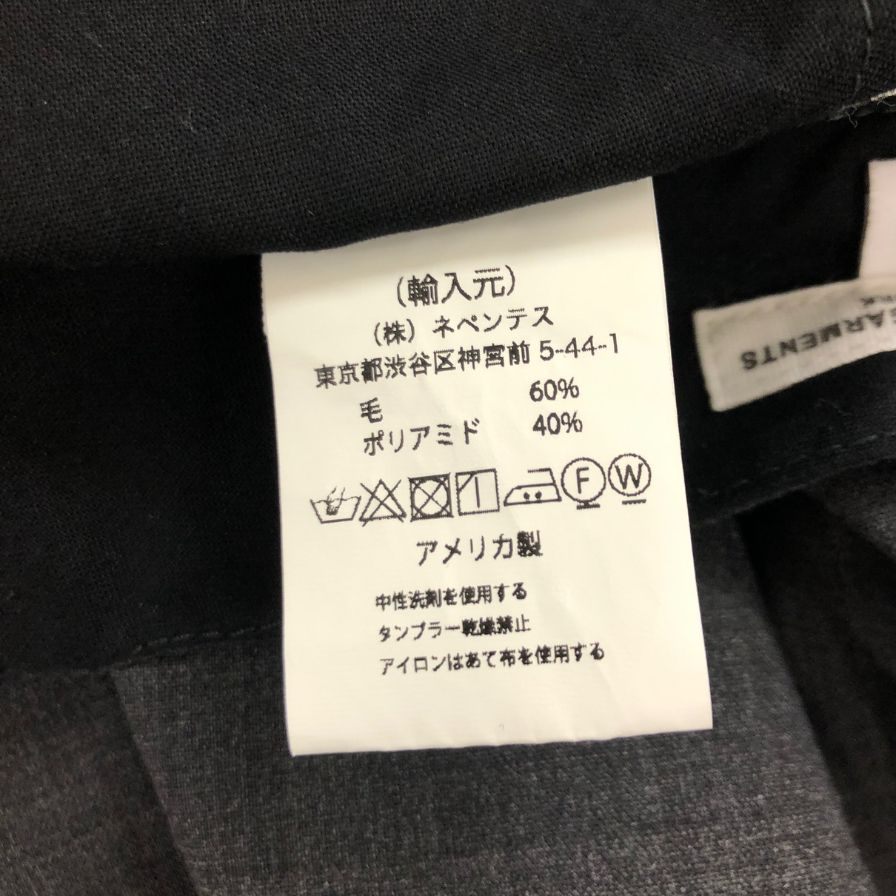 (輸入元)
(株) ネペンテス
東京都渋谷区神宮前 5-44-1
毛 60%
ポリアミド 40%
F W
アメリカ製
中性洗剤を使用する
タンブラー乾燥禁止
アイロンはあて布を使用する
GARMENTS